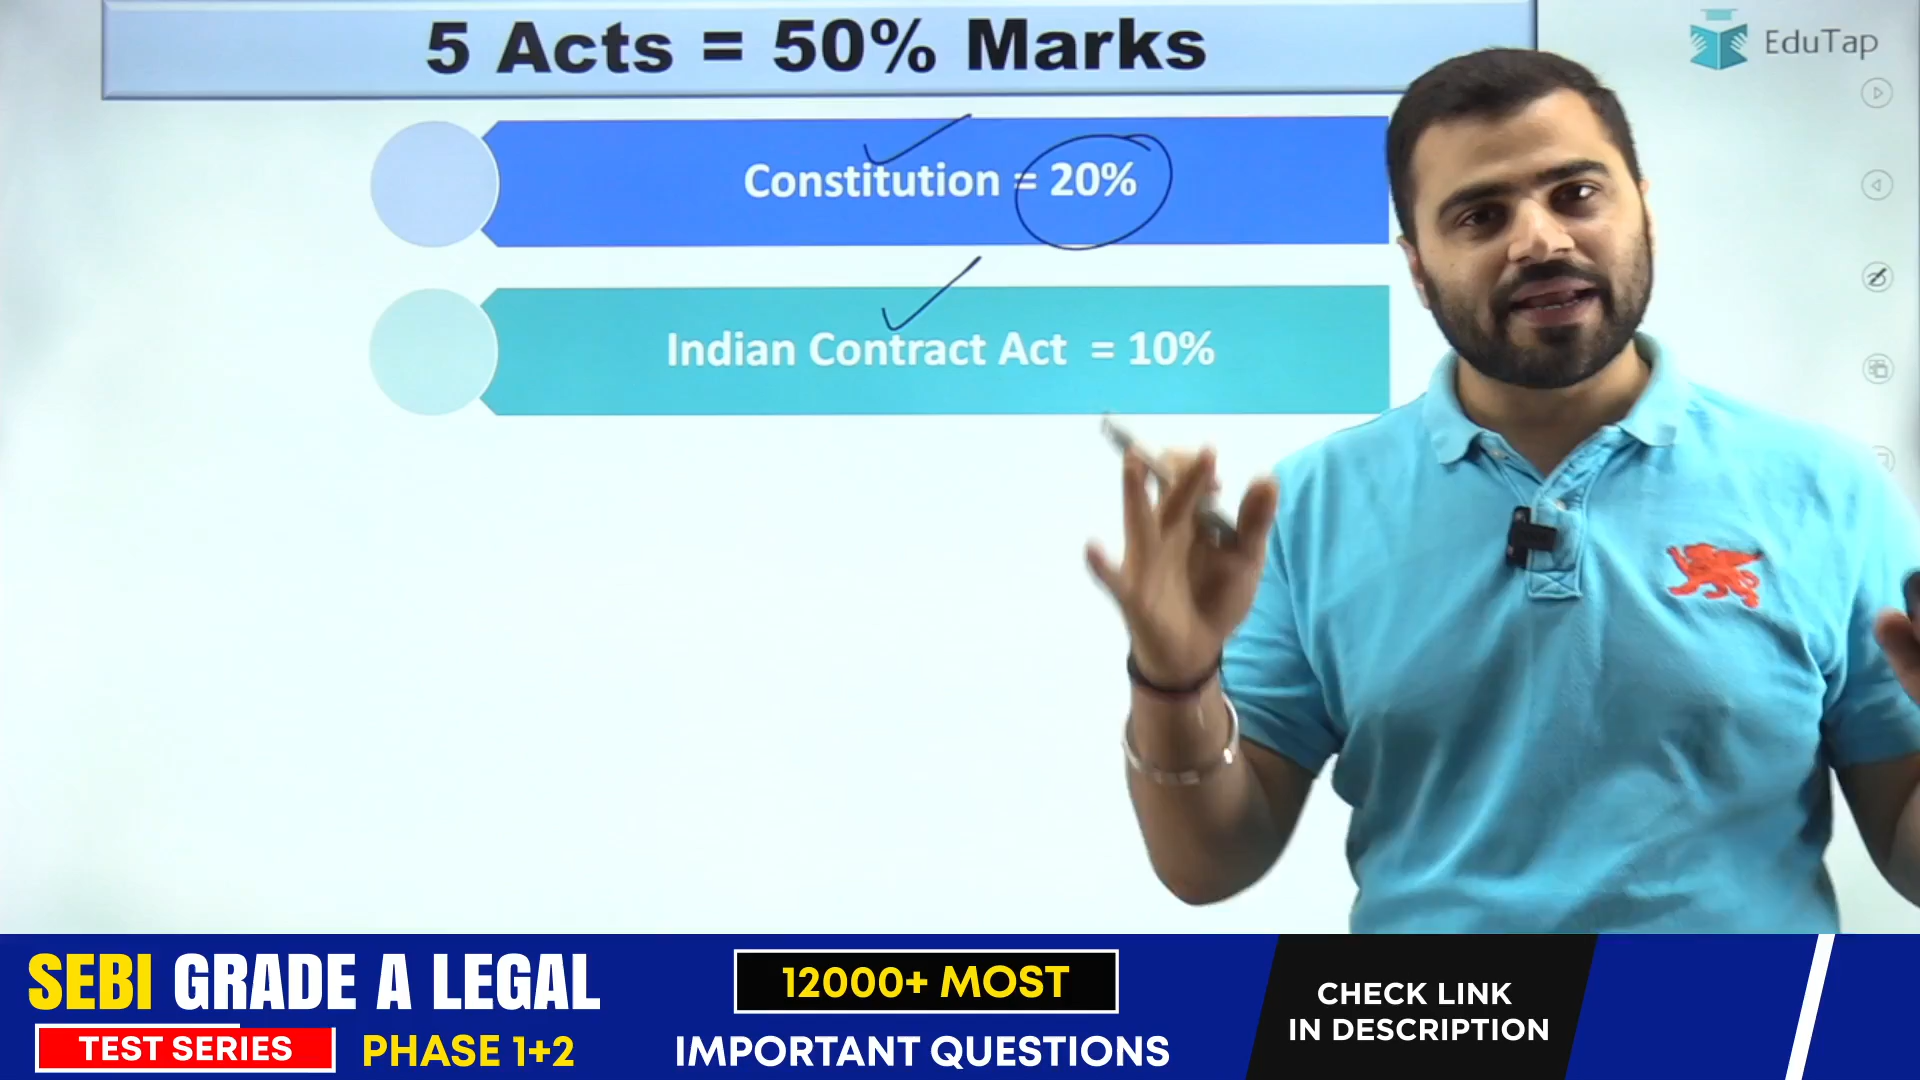 5 Acts = 50% Marks
EduTap
Constitution = 20%
Indian Contract Act = 10%
SEBI GRADE A LEGAL
TEST SERIES PHASE 1+2
12000+ MOST
IMPORTANT QUESTIONS
CHECK LINK
IN DESCRIPTION